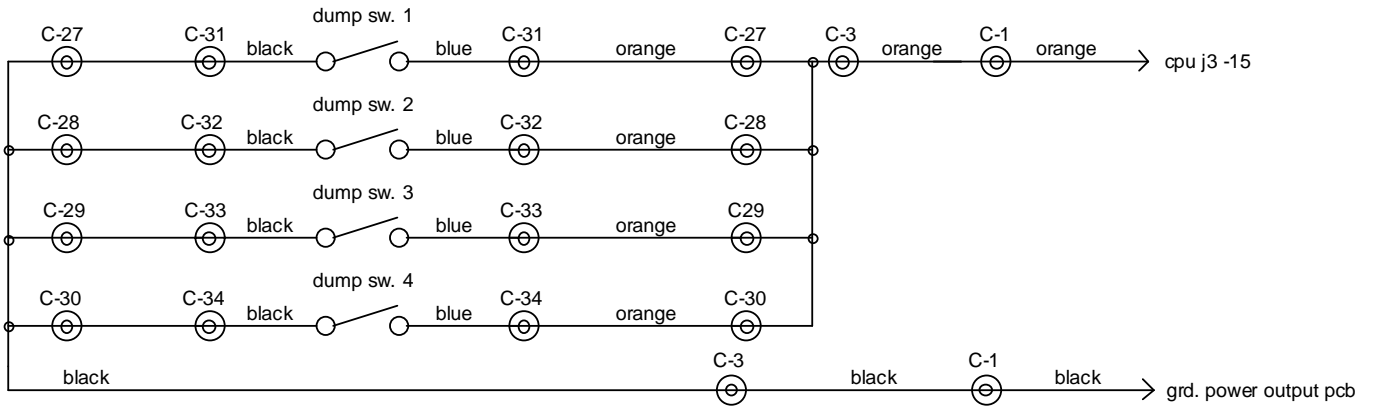 dump sw. 1
C-27 C-31 black blue C-31 orange C-27 C-3 orange C-1 orange cpu j3 -15
dump sw. 2
C-28 C-32 black blue C-32 orange C-28
dump sw. 3
C-29 C-33 black blue C-33 orange C29
dump sw. 4
C-30 C-34 black blue C-34 orange C-30
black C-3 black C-1 black grd. power output pcb